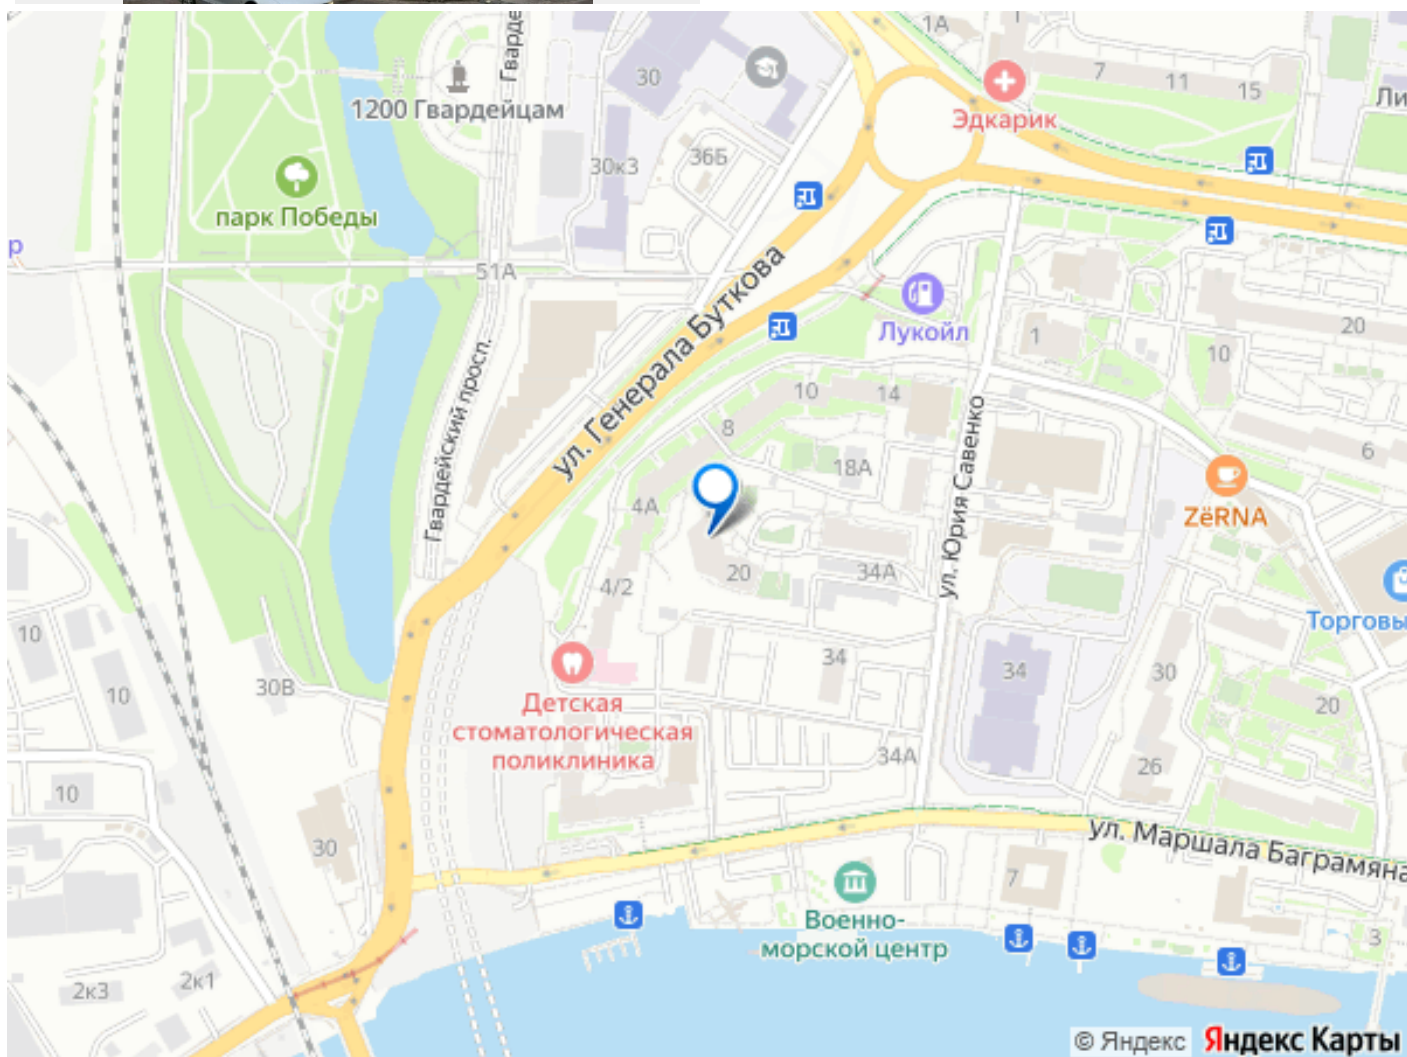 1А
1
30
7
11
15
Гварде
1200 Гвардейцам
Эдкарик
Ли
30к3
36Б
парк Победы
р
51А
Лукойл
1
20
10
ул. Генерала Буткова
Гвардейский просп.
10
14
8
6
18А
ул. Юрия Савенко
4А
ZёRNA
4/2
20
34А
Торговы
10
34
34
30
10
30В
20
Детская
стоматологическая
поликлиника
34А
26
10
ул. Маршала Баграмяна
30
7
Военно-
морской центр
3
2к3
2к1
© Яндекс Яндекс Карты